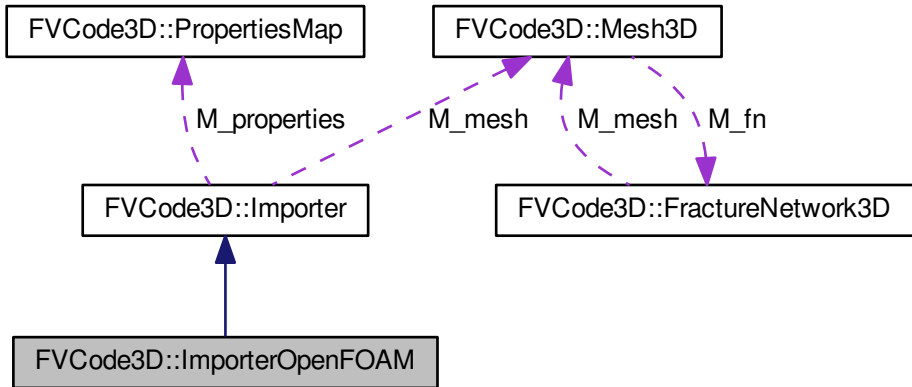 FVCode3D::PropertiesMap
FVCode3D::Mesh3D
M_properties
M_mesh
M_mesh
M_fn
FVCode3D::Importer
FVCode3D::FractureNetwork3D
FVCode3D::ImporterOpenFOAM